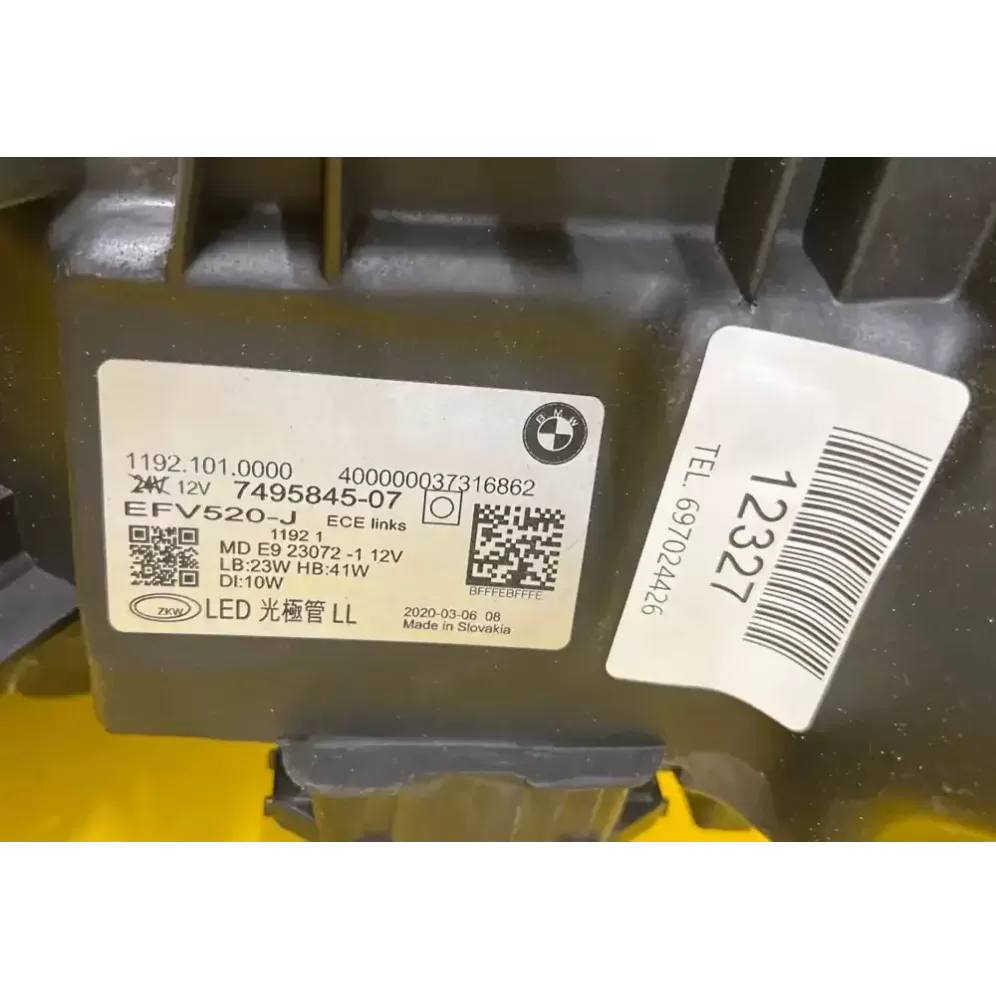 BMW
1192.101.0000 400000037316862
24V 12V 7495845-07
EFV520-J ECE links
1192 1
MD E9 23072 -1 12V
LB:23W HB:41W
DI:10W
BFFFEBFFFE
ZKW LED 光極管 LL
2020-03-06 08
Made in Slovakia
12327
TEL. 697024426